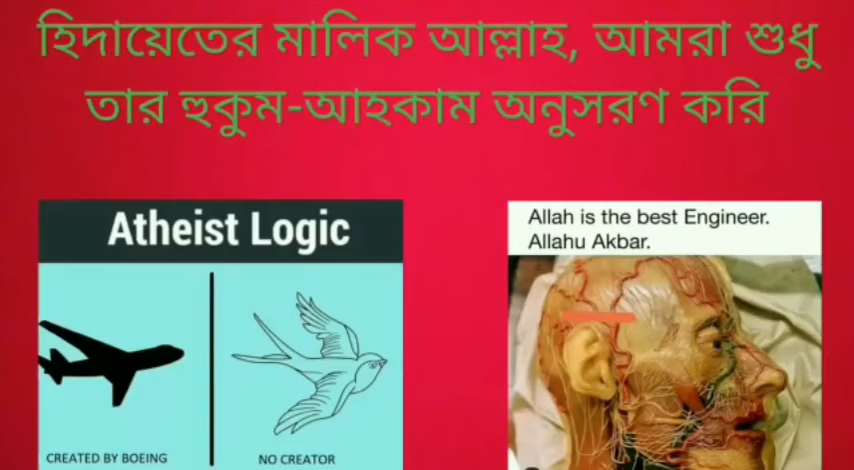 হিদায়েতের মালিক আল্লাহ, আমরা শুধু
তার হুকুম-আহকাম অনুসরণ করি
Atheist Logic
CREATED BY BOEING
NO CREATOR
Allah is the best Engineer.
Allahu Akbar.